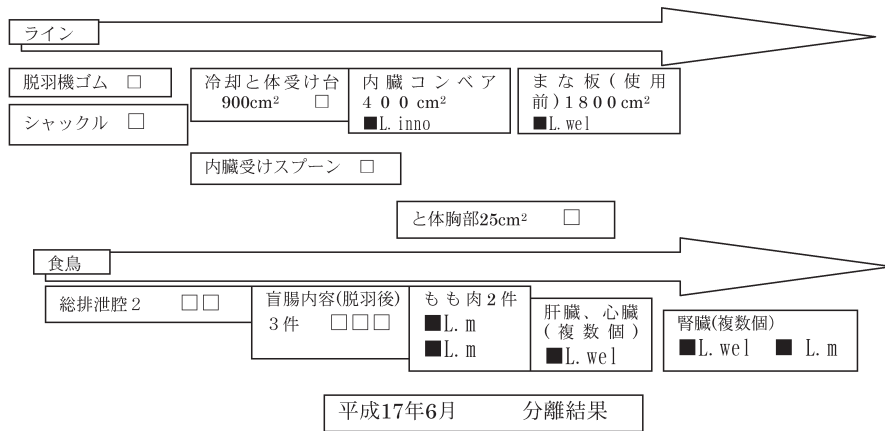 ライン
脱羽機ゴム □
シャックル □
冷却と体受け台
900cm² □
内臓コンベア
400cm²
■L.inno
まな板(使用
前)1800cm²
■L.wel
内臓受けスプーン □
と体胸部25cm² □
食鳥
総排泄腔2 □□
盲腸内容(脱羽後)
3件 □□□
もも肉2件
■L.m
■L.m
肝臓、心臓
(複数個)
■L.wel
腎臓(複数個)
■L.wel ■ L.m
平成17年6月 分離結果